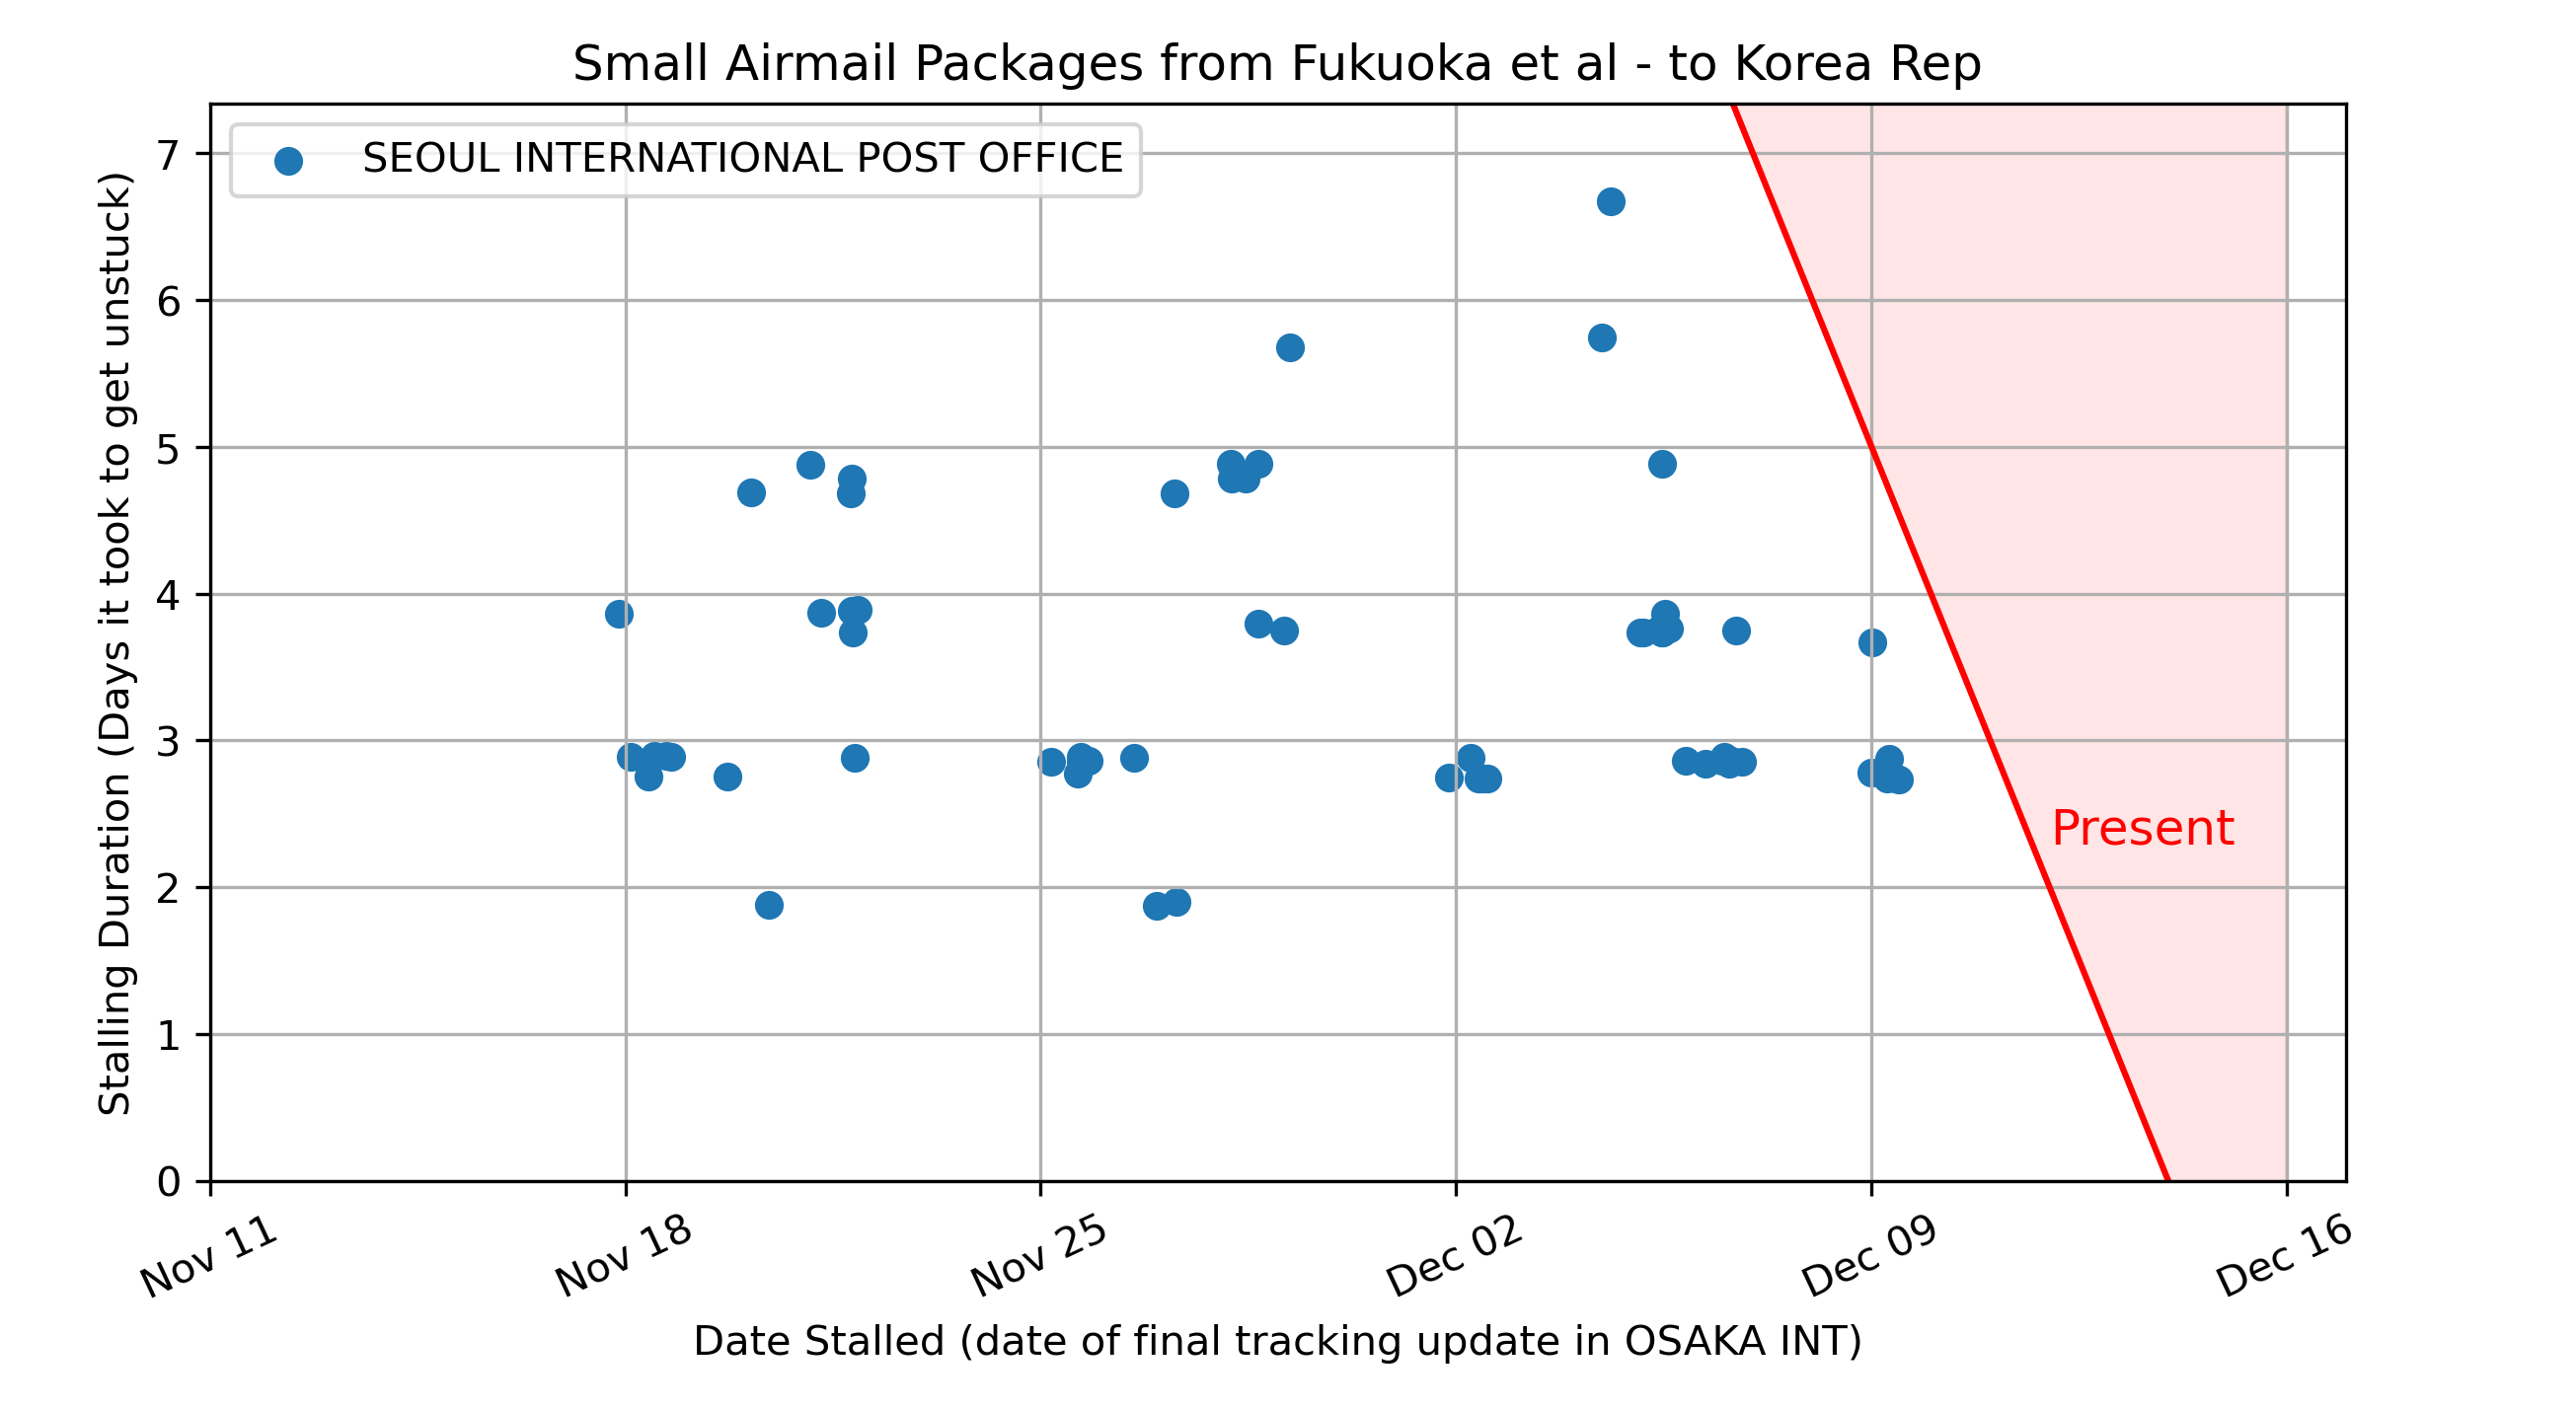 Small Airmail Packages from Fukuoka et al - to Korea Rep
SEOUL INTERNATIONAL POST OFFICE
Stalling Duration (Days it took to get unstuck)
7
6
5
4
3
2
1
0
Present
Nov 11
Nov 18
Nov 25
Dec 02
Dec 09
Dec 16
Date Stalled (date of final tracking update in OSAKA INT)